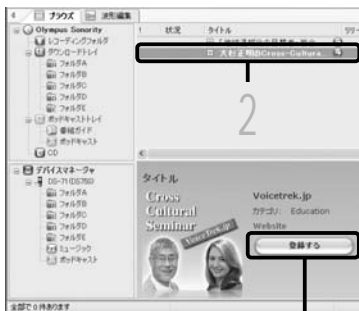 4
ブラウズ
波形編集
Olympus Sonority
レコーディングフォルダ
ダウンロードトレイ
フォルダA
フォルダB
フォルダC
フォルダD
フォルダE
ポッドキャストトレイ
番組ガイド
ポッドキャスト
CD
! 状況 タイトル
大杉正明のCross-Cultura
2
デバイスマネージャ
DS-71(DS750)
フォルダA
フォルダB
フォルダC
フォルダD
フォルダE
ミュージック
ポッドキャスト
タイトル
Cross
Cultural
Seminar
VoiceTrek.jp
Voicetrek.jp
カテゴリ: Education
Website
登録する
全部で0件あります